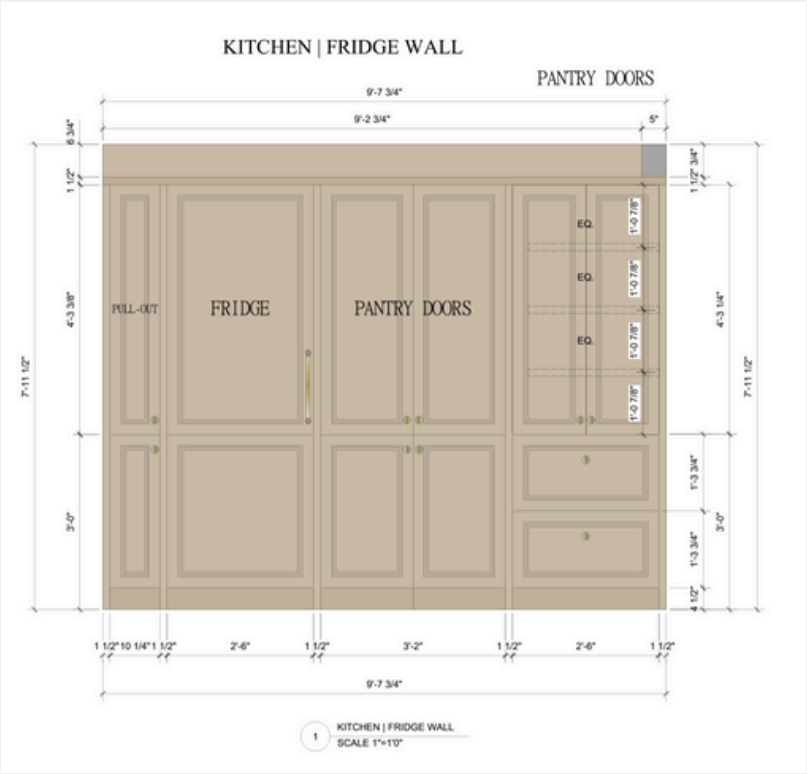 KITCHEN | FRIDGE WALL
PANTRY DOORS
9'-7 3/4"
9'-2 3/4"
5"
6 3/4"
1 1/2"
1 1/2" 3/4"
EQ.
1'-0 7/8"
EQ.
1'-0 7/8"
PULL-OUT
FRIDGE
PANTRY DOORS
4'-3 3/8"
4'-3 1/4"
EQ.
1'-0 7/8"
7'-11 1/2"
7'-11 1/2"
1'-0 7/8"
1'-3 3/4"
3'-0"
3'-0"
1'-3 3/4"
4 1/2"
1 1/2" 10 1/4" 1 1/2" 2'-6" 1 1/2" 3'-2" 1 1/2" 2'-6" 1 1/2"
9'-7 3/4"
1
KITCHEN | FRIDGE WALL
SCALE 1"=1'0"